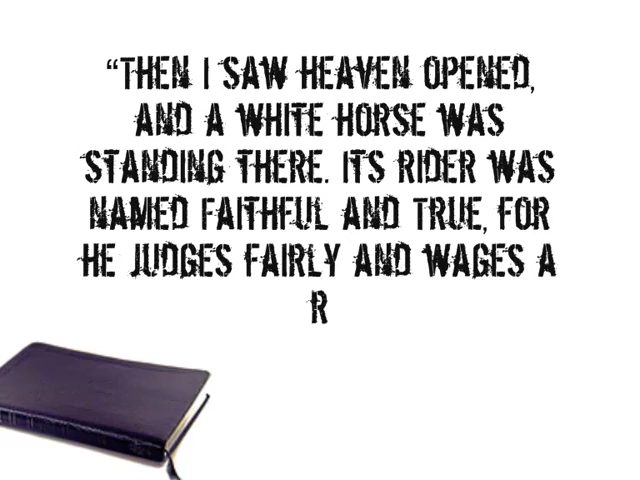 “THEN I SAW HEAVEN OPENED,
AND A WHITE HORSE WAS
STANDING THERE. ITS RIDER WAS
NAMED FAITHFUL AND TRUE, FOR
HE JUDGES FAIRLY AND WAGES A
R